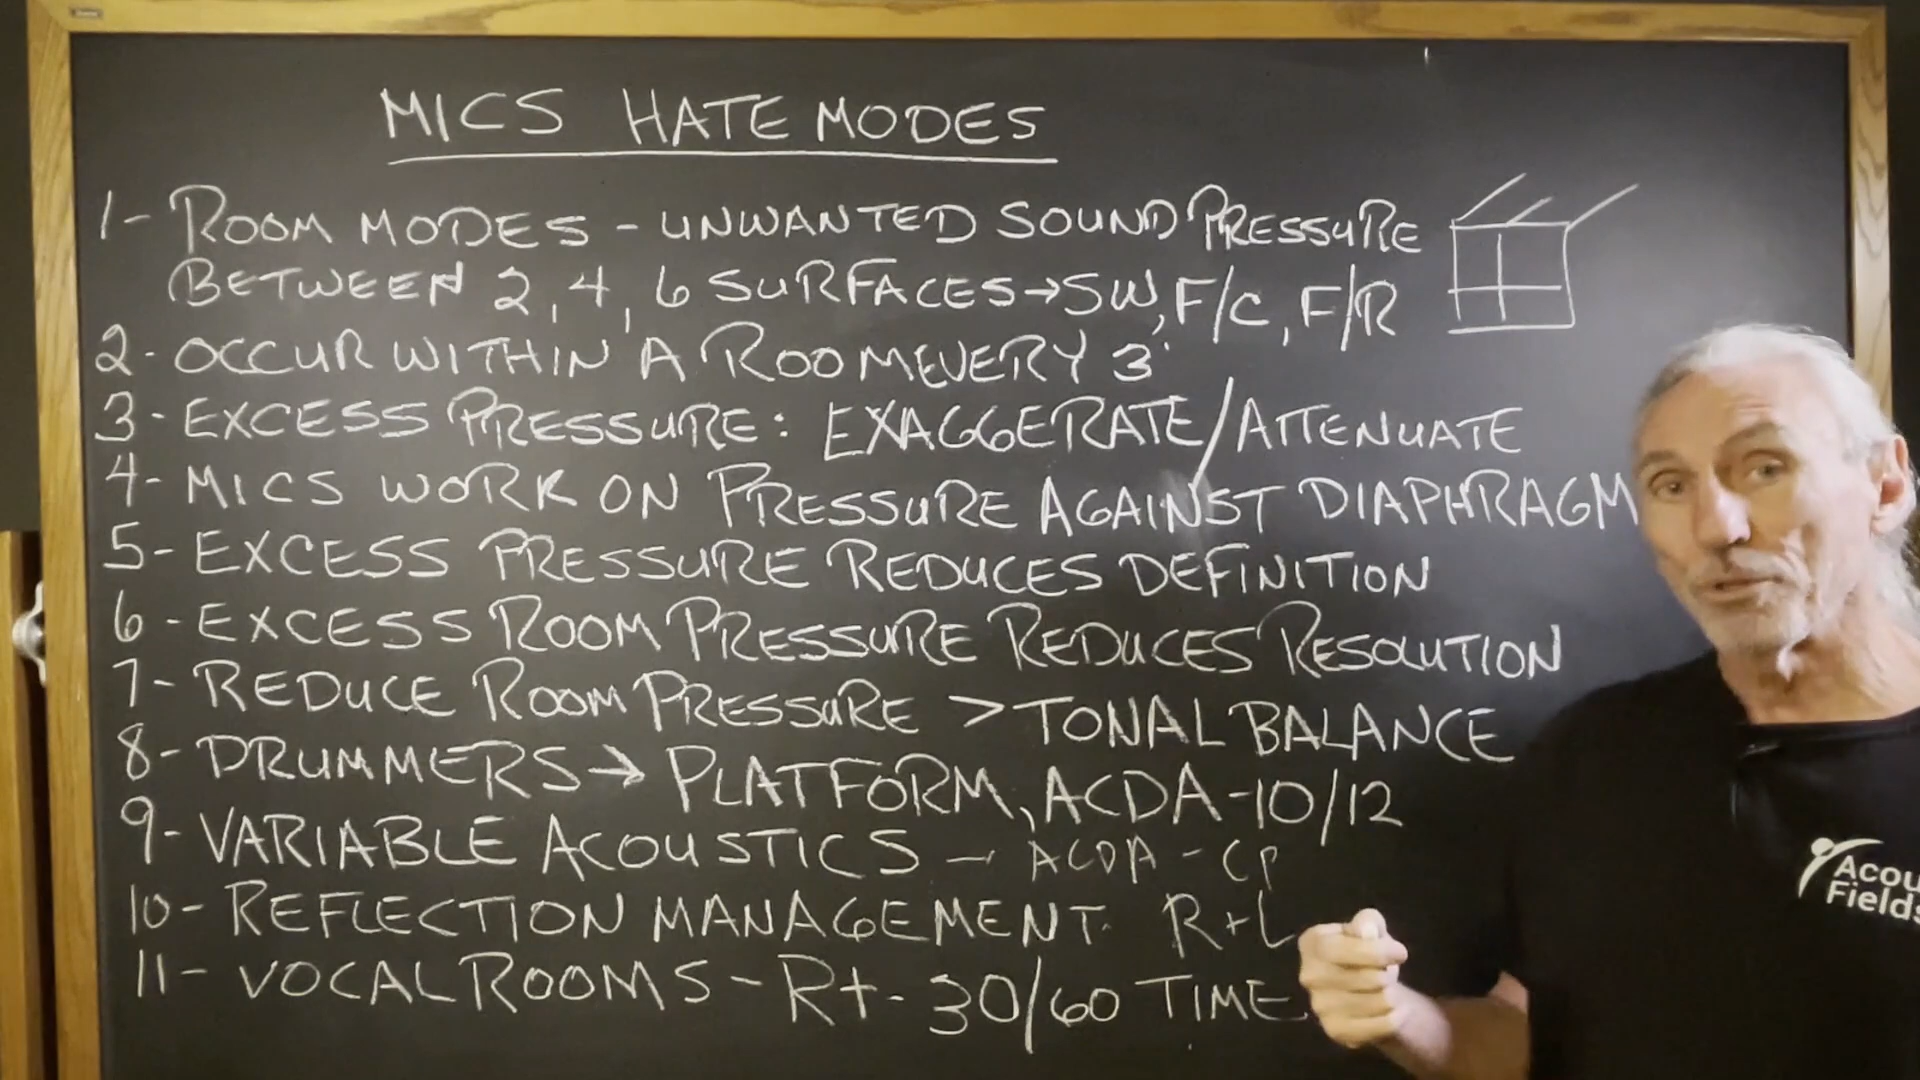 MICS HATE MODES
1- ROOM MODES - UNWANTED SOUND PRESSURE
BETWEEN 2, 4, 6 SURFACES→SW, F/C, F/R
2- OCCUR WITHIN A ROOM EVERY 3'
3- EXCESS PRESSURE: EXAGGERATE/ATTENUATE
4- MICS WORK ON PRESSURE AGAINST DIAPHRAGM
5- EXCESS PRESSURE REDUCES DEFINITION
6- EXCESS ROOM PRESSURE REDUCES RESOLUTION
7- REDUCE ROOM PRESSURE > TONAL BALANCE
8- DRUMMERS→ PLATFORM, ACDA-10/12
9- VARIABLE ACOUSTICS → ACDA - CP
10- REFLECTION MANAGEMENT. R+L
11- VOCAL ROOMS - Rt- 30/60 TIME
Acou
Fields